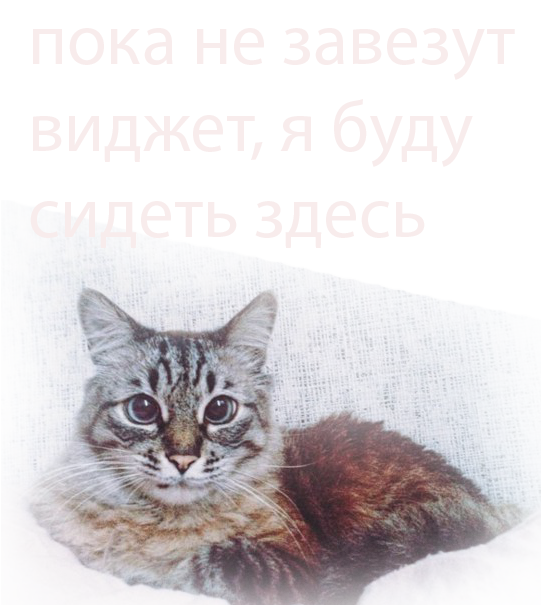 пока не завезут
виджет, я буду
сидеть здесь